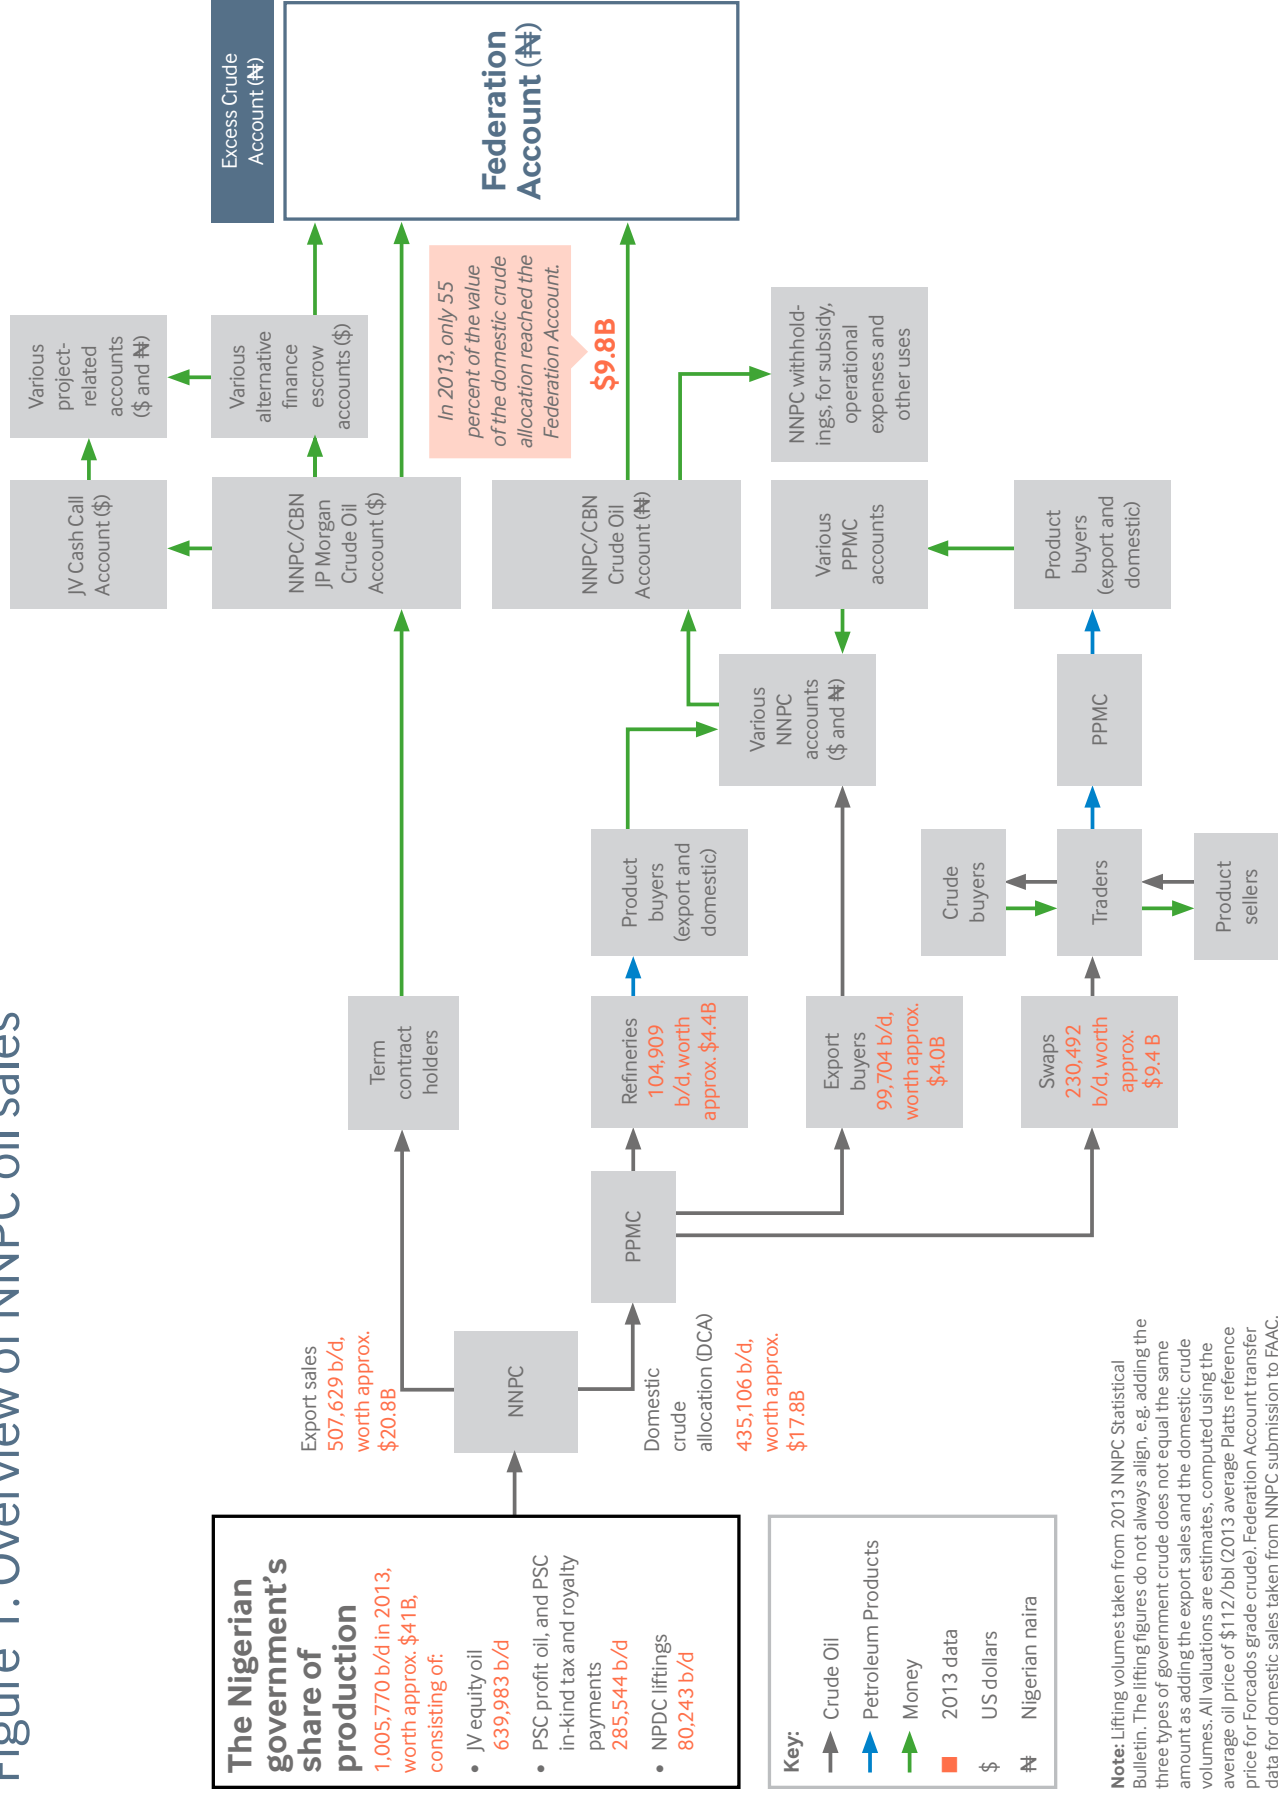 Figure 1. Overview of NNPC oil sales
The Nigerian
government's
share of
production
1,005,770 b/d in 2013,
worth approx. $41B,
consisting of:
• JV equity oil
639,983 b/d
• PSC profit oil, and PSC
in-kind tax and royalty
payments
285,544 b/d
• NPDC liftings
80,243 b/d
Key:
Crude Oil
Petroleum Products
Money
2013 data
$ US dollars
₦ Nigerian naira
Export sales
507,629 b/d,
worth approx.
$20.8B
NNPC
Domestic
crude
allocation (DCA)
435,106 b/d,
worth approx.
$17.8B
Term
contract
holders
PPMC
Refineries
104,909
b/d, worth
approx. $4.4B
Export
buyers
99,704 b/d,
worth approx.
$4.0B
Swaps
230,492
b/d, worth
approx.
$9.4 B
Product
buyers
(export and
domestic)
Crude
buyers
Traders
Product
sellers
Various
NNPC
accounts
($ and ₦)
PPMC
JV Cash Call
Account ($)
NNPC/CBN
JP Morgan
Crude Oil
Account ($)
NNPC/CBN
Crude Oil
Account (₦)
Various
PPMC
accounts
Product
buyers
(export and
domestic)
Various
project-
related
accounts
($ and ₦)
Various
alternative
finance
escrow
accounts ($)
In 2013, only 55
percent of the value
of the domestic crude
allocation reached the
Federation Account.
$9.8B
NNPC withhold-
ings, for subsidy,
operational
expenses and
other uses
Excess Crude
Account (₦)
Federation
Account (₦)
Note: Lifting volumes taken from 2013 NNPC Statistical
Bulletin. The lifting figures do not always align, e.g. adding the
three types of government crude does not equal the same
amount as adding the export sales and the domestic crude
volumes. All valuations are estimates, computed using the
average oil price of $112/bbl (2013 average Platts reference
price for Forcados grade crude). Federation Account transfer
data for domestic sales taken from NNPC submission to FAAC.